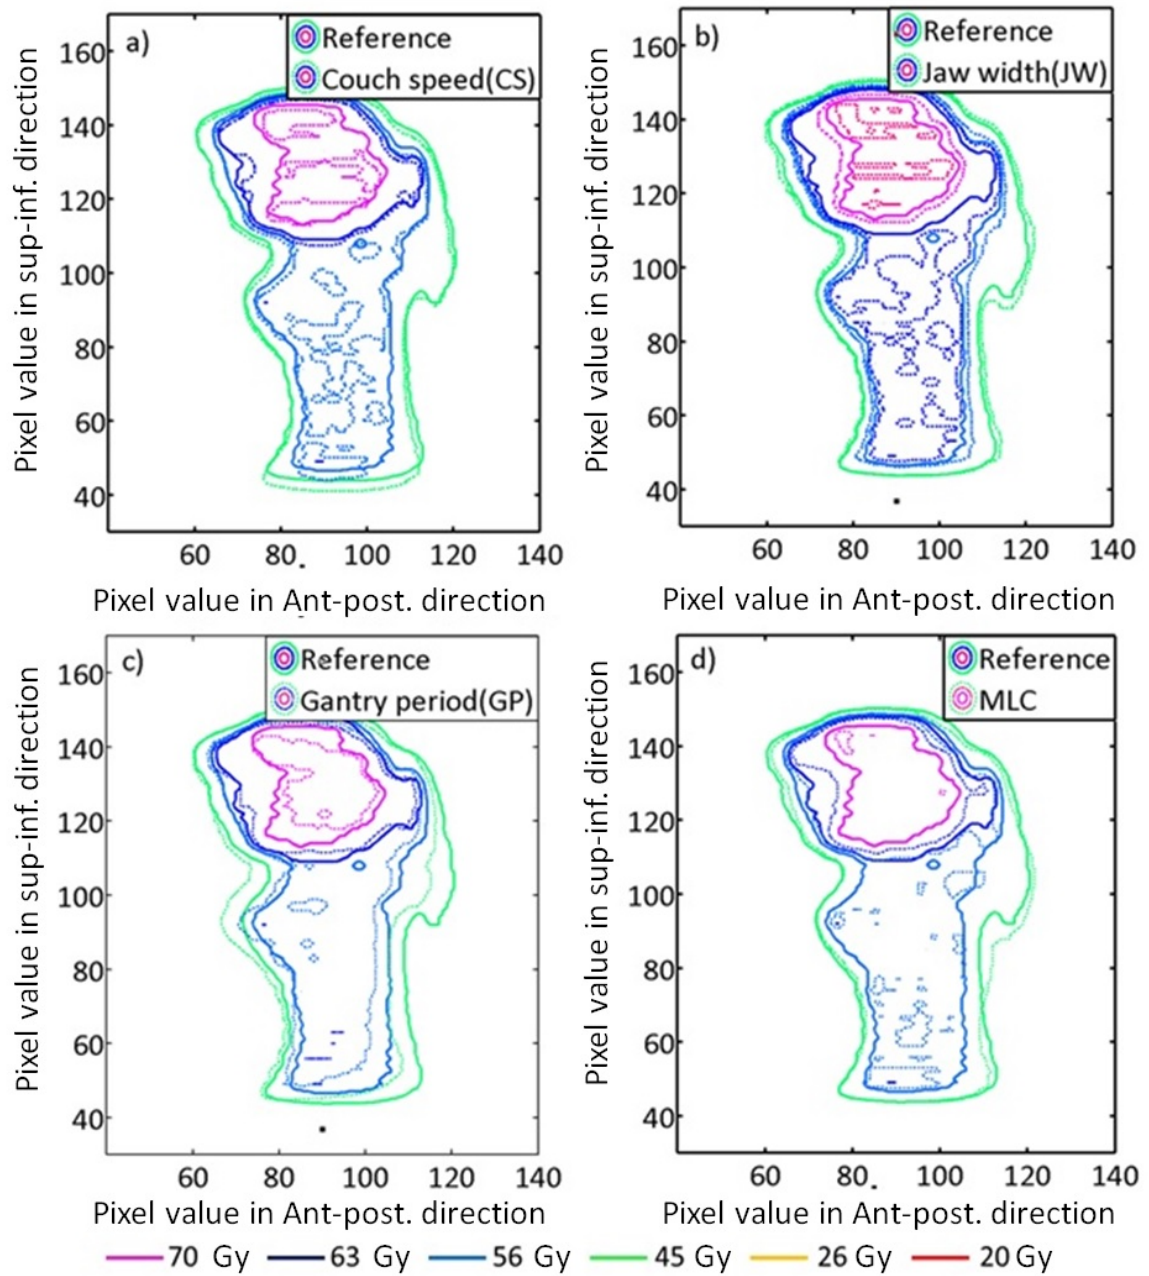 a)
Reference
Couch speed(CS)
Pixel value in sup-inf. direction
160
140
120
100
80
60
40
60 80 100 120 140
Pixel value in Ant-post. direction
b)
Reference
Jaw width(JW)
Pixel value in sup-inf. direction
160
140
120
100
80
60
40
60 80 100 120 140
Pixel value in Ant-post. direction
c)
Reference
Gantry period(GP)
Pixel value in sup-inf. direction
160
140
120
100
80
60
40
60 80 100 120 140
Pixel value in Ant-post. direction
d)
Reference
MLC
Pixel value in sup-inf. direction
160
140
120
100
80
60
40
60 80 100 120 140
Pixel value in Ant-post. direction
70 Gy 63 Gy 56 Gy 45 Gy 26 Gy 20 Gy